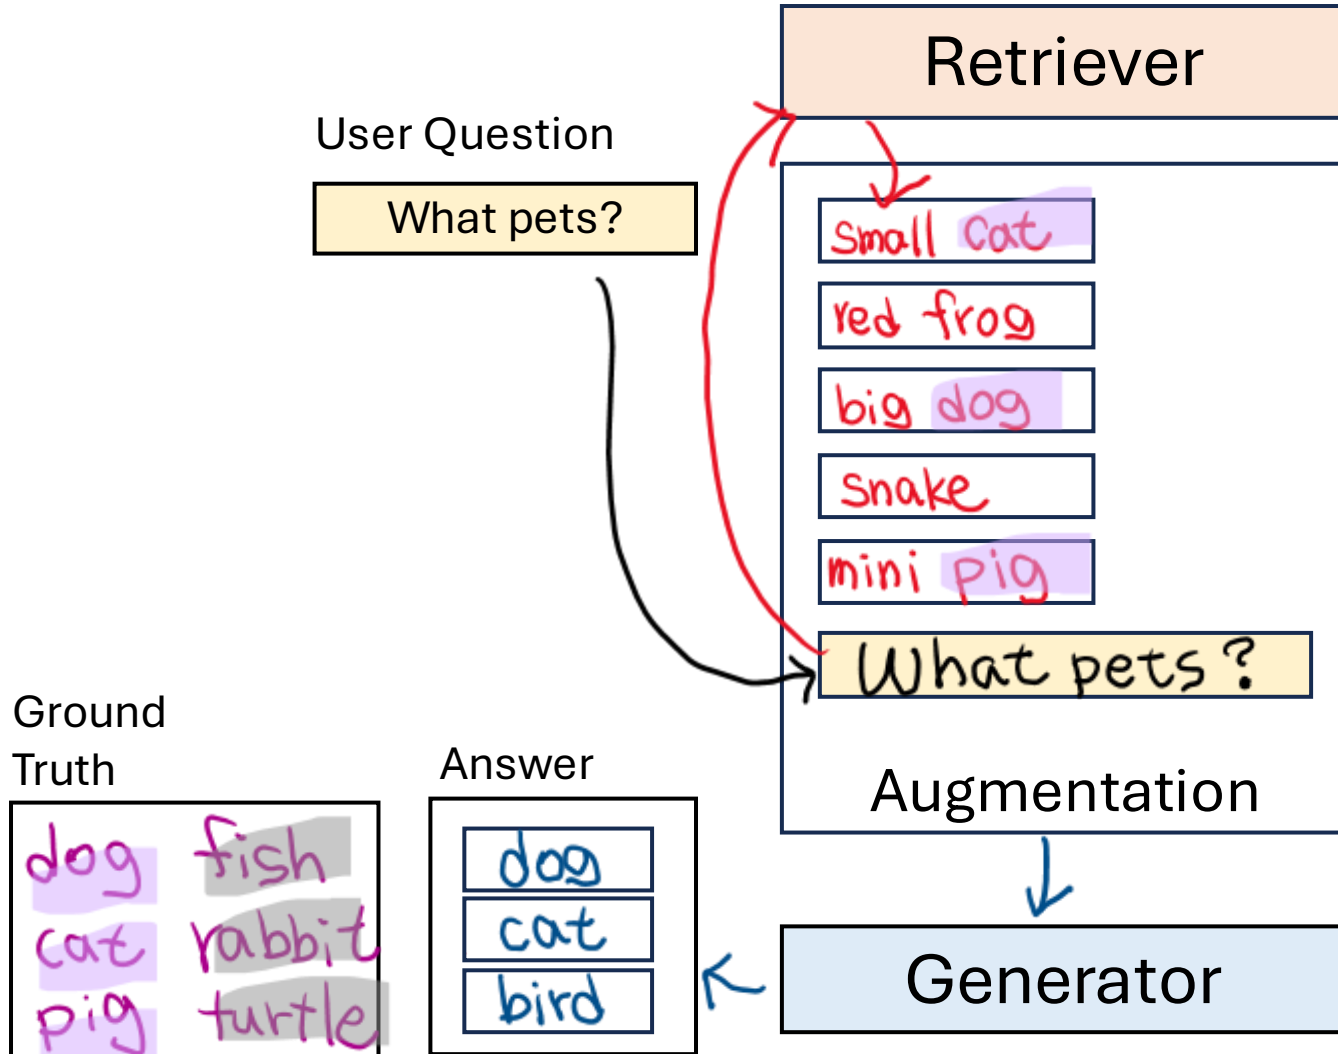 Retriever
User Question
What pets?
small cat
red frog
big dog
snake
mini pig
What pets?
Augmentation
Ground
Truth
dog fish
cat rabbit
pig turtle
Answer
dog
cat
bird
Generator